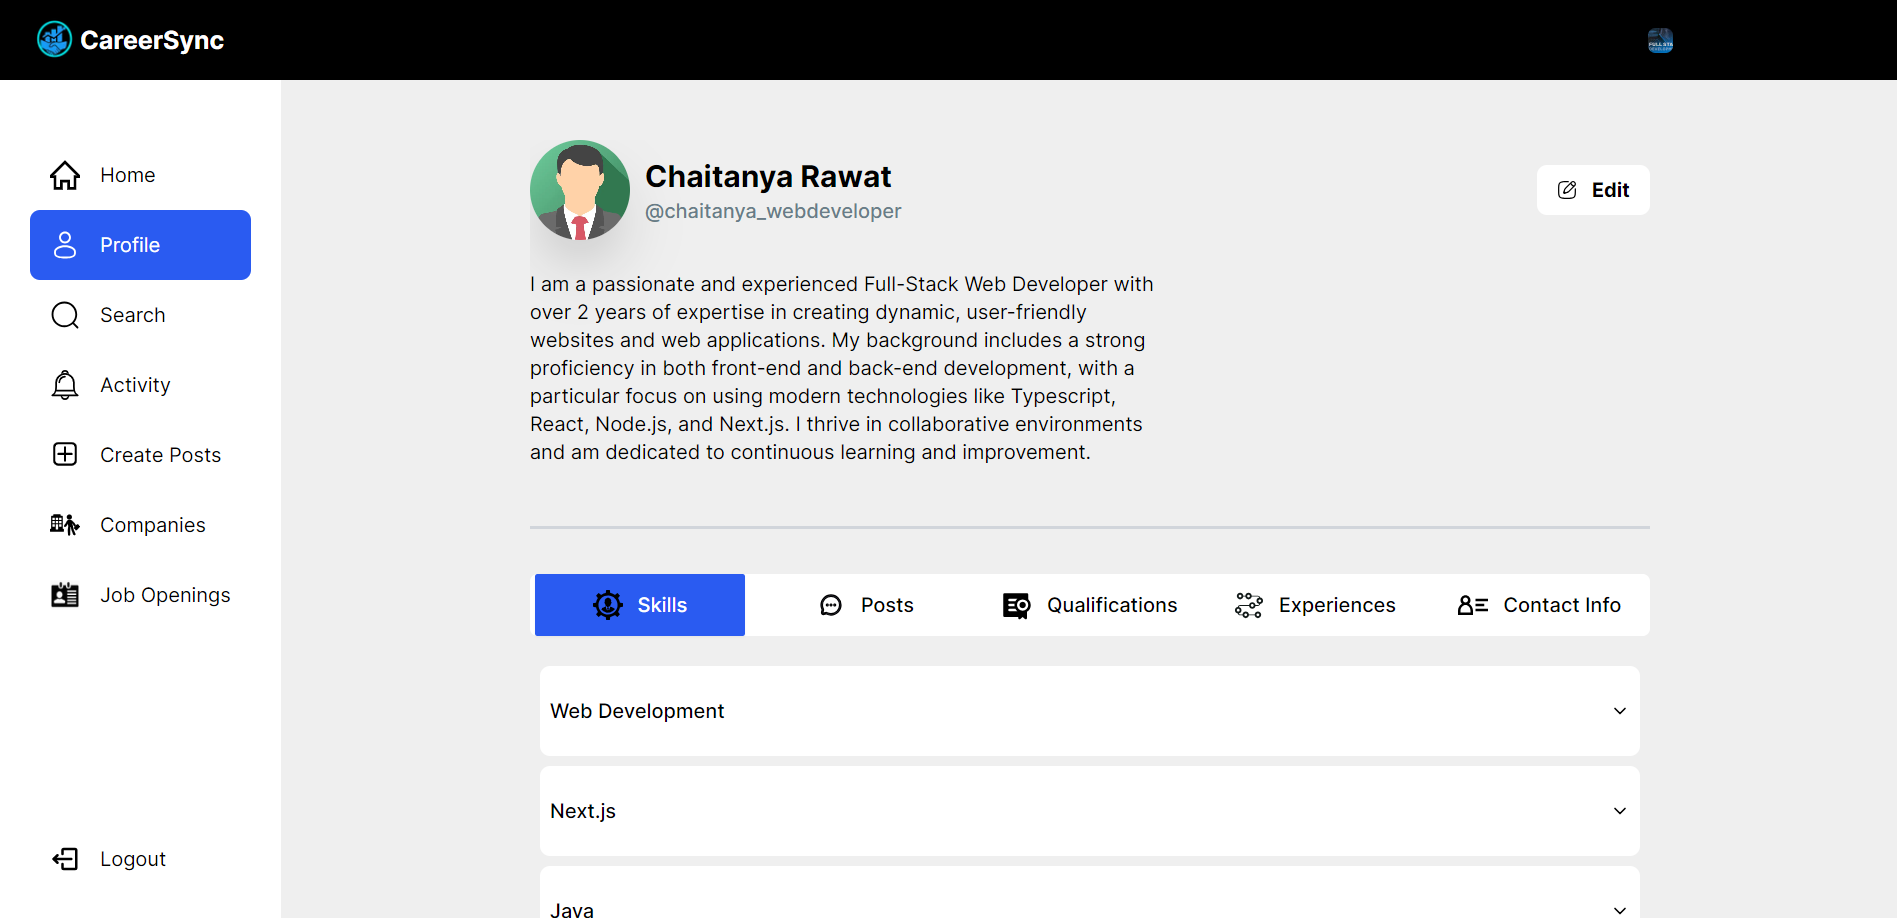 CareerSync
FULL STA
Home
Profile
Search
Activity
Create Posts
Companies
Job Openings
Logout
Chaitanya Rawat
@chaitanya_webdeveloper
Edit
I am a passionate and experienced Full-Stack Web Developer with
over 2 years of expertise in creating dynamic, user-friendly
websites and web applications. My background includes a strong
proficiency in both front-end and back-end development, with a
particular focus on using modern technologies like Typescript,
React, Node.js, and Next.js. I thrive in collaborative environments
and am dedicated to continuous learning and improvement.
Skills
Posts
Qualifications
Experiences
Contact Info
Web Development
Next.js
Java